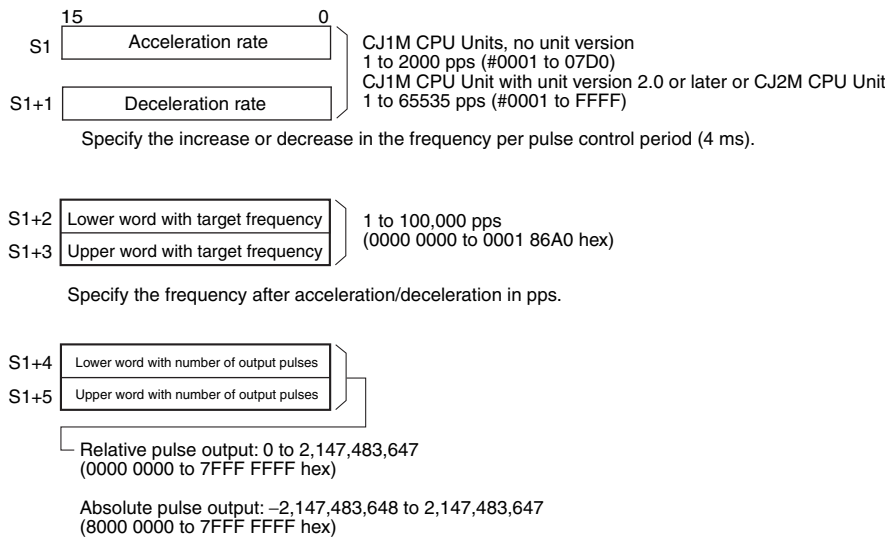 15 0
S1 Acceleration rate
CJ1M CPU Units, no unit version
1 to 2000 pps (#0001 to 07D0)
CJ1M CPU Unit with unit version 2.0 or later or CJ2M CPU Unit
1 to 65535 pps (#0001 to FFFF)
S1+1 Deceleration rate
Specify the increase or decrease in the frequency per pulse control period (4 ms).
S1+2 Lower word with target frequency
S1+3 Upper word with target frequency
1 to 100,000 pps
(0000 0000 to 0001 86A0 hex)
Specify the frequency after acceleration/deceleration in pps.
S1+4 Lower word with number of output pulses
S1+5 Upper word with number of output pulses
Relative pulse output: 0 to 2,147,483,647
(0000 0000 to 7FFF FFFF hex)
Absolute pulse output: −2,147,483,648 to 2,147,483,647
(8000 0000 to 7FFF FFFF hex)